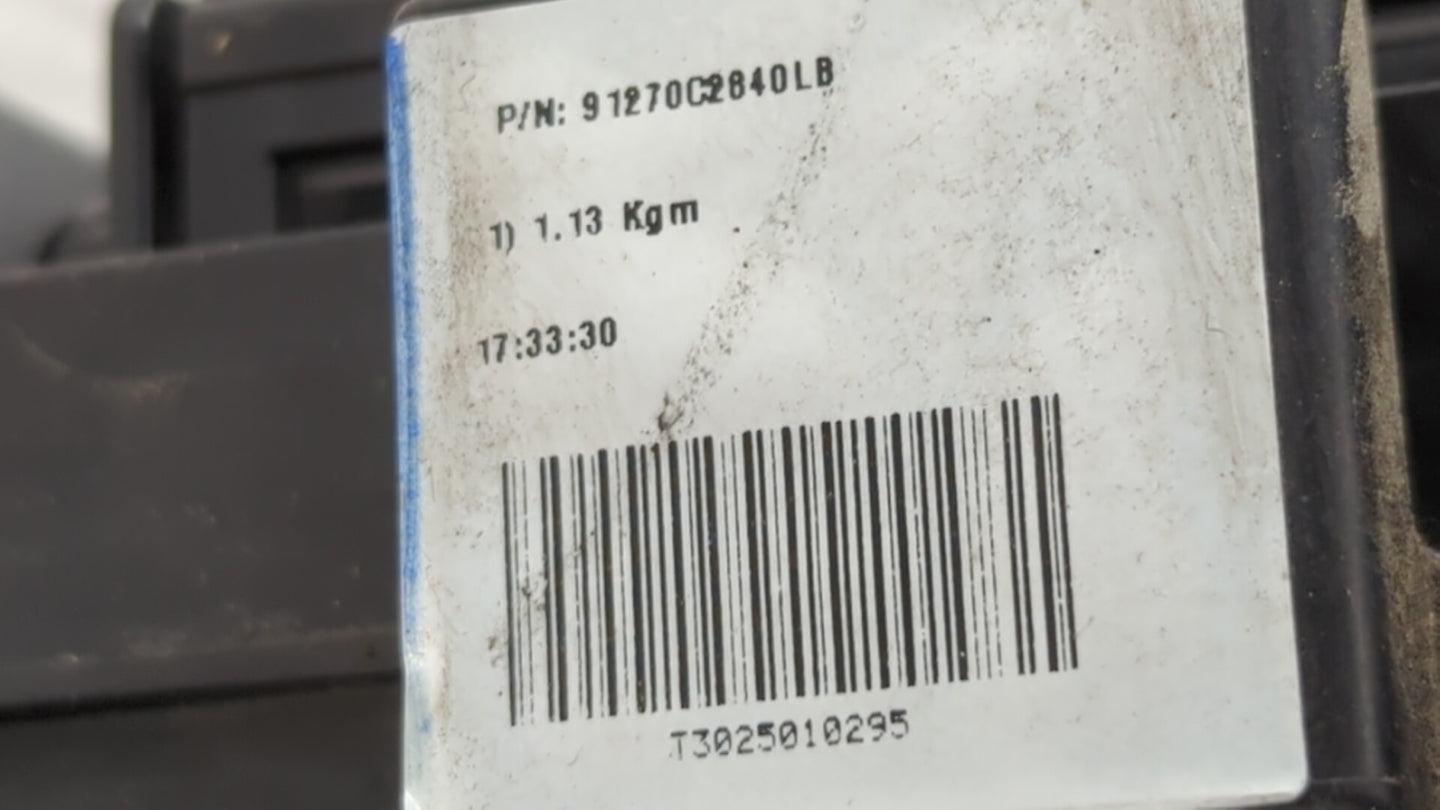 P/N: 91270C2840LB
1) 1.13 Kgm
17:33:30
T3025010295